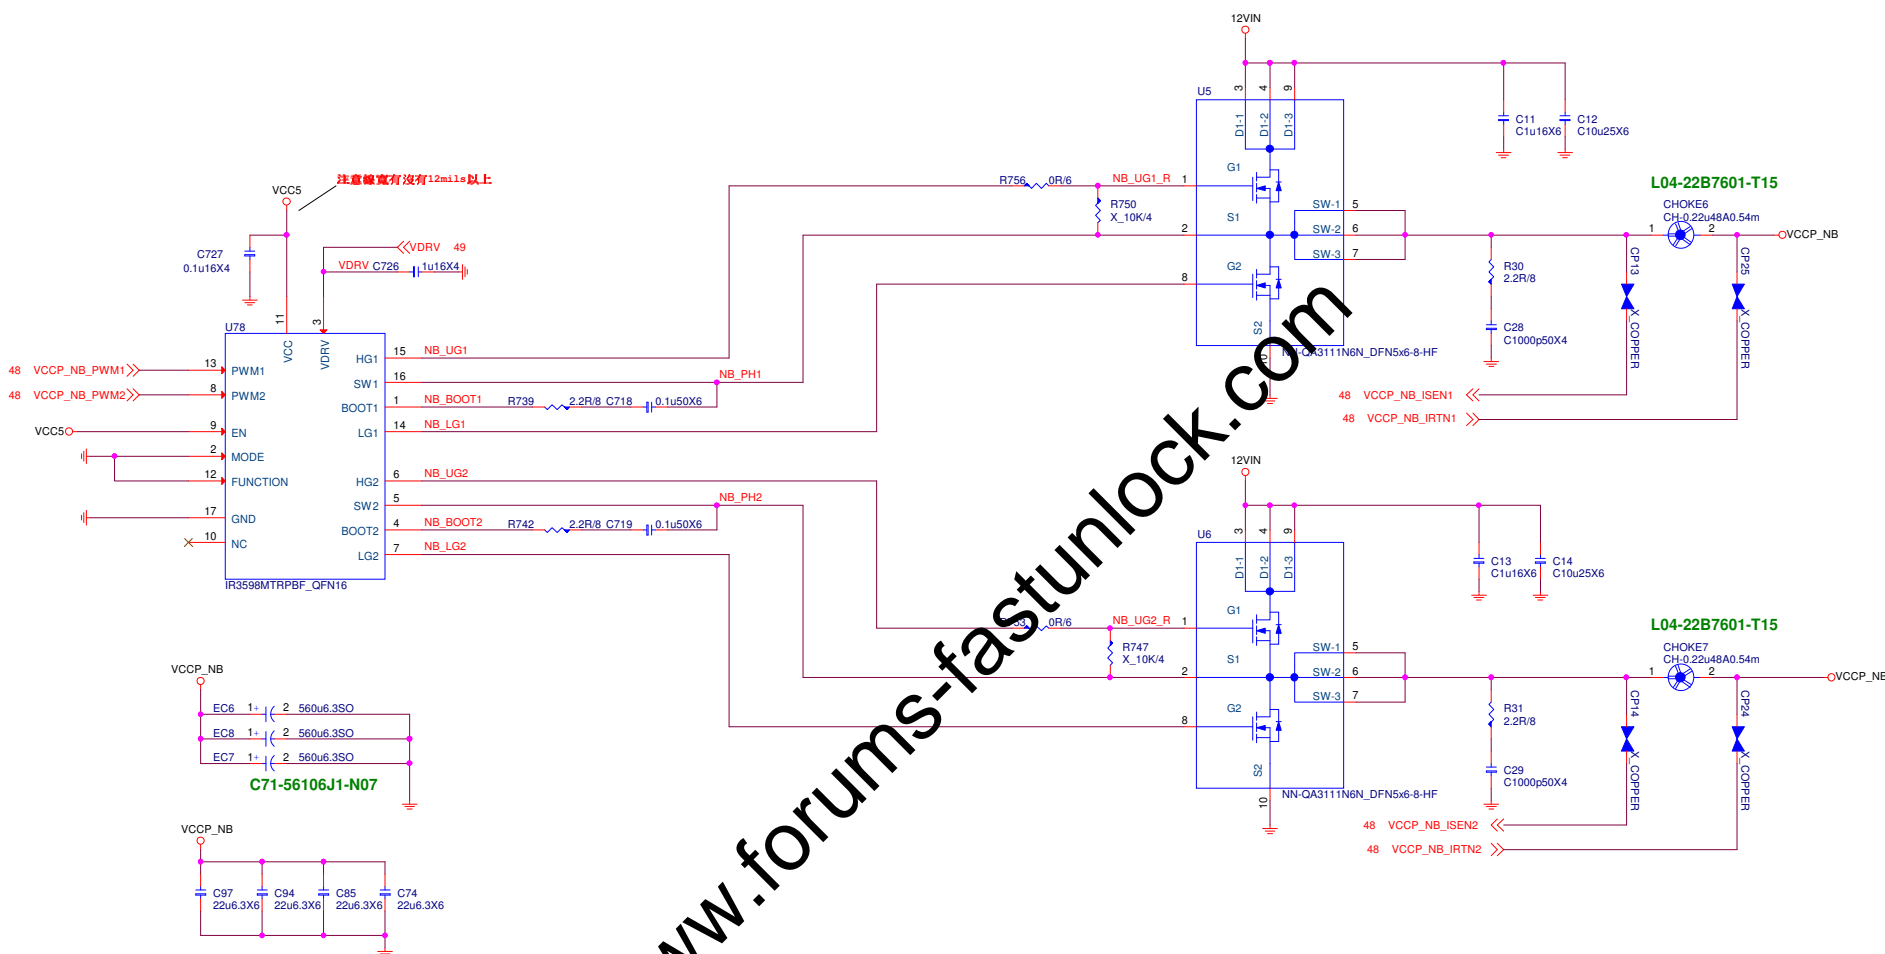 12VIN
U5
3
4
9
D1-1
D1-2
D1-3
C11
C1u16X6
C12
C10u25X6
注意線寬有沒有12mils以上
VCC5
C727
0.1u16X4
VDRV 49
VDRV C726 1u16X4
R756 0R/6
NB_UG1_R
1
G1
R750
X_10K/4
S1
2
SW-1 5
SW-2 6
SW-3 7
G2
8
S2
10
NN-QA3111N6N_DFN5x6-8-HF
L04-22B7601-T15
CHOKE6
CH-0.22u48A0.54m
1
2
VCCP_NB
R30
2.2R/8
C28
C1000p50X4
CP13
X_COPPER
CP25
X_COPPER
48 VCCP_NB_ISEN1
48 VCCP_NB_IRTN1
U78
11
VCC
3
VDRV
48 VCCP_NB_PWM1
13
PWM1
48 VCCP_NB_PWM2
8
PWM2
VCC5
9
EN
2
MODE
12
FUNCTION
17
GND
10
NC
HG1 15 NB_UG1
SW1 16
NB_PH1
BOOT1 1 NB_BOOT1 R739 2.2R/8 C718 0.1u50X6
LG1 14 NB_LG1
HG2 6 NB_UG2
SW2 5
NB_PH2
BOOT2 4 NB_BOOT2 R742 2.2R/8 C719 0.1u50X6
LG2 7 NB_LG2
IR3598MTRPBF_QFN16
12VIN
U6
3
4
9
D1-1
D1-2
D1-3
C13
C1u16X6
C14
C10u25X6
0R/6
NB_UG2_R
1
G1
R747
X_10K/4
S1
2
SW-1 5
SW-2 6
SW-3 7
G2
8
S2
10
NN-QA3111N6N_DFN5x6-8-HF
L04-22B7601-T15
CHOKE7
CH-0.22u48A0.54m
1
2
VCCP_NB
R31
2.2R/8
C29
C1000p50X4
CP14
X_COPPER
CP24
X_COPPER
48 VCCP_NB_ISEN2
48 VCCP_NB_IRTN2
VCCP_NB
EC6 1+ 2 560u6.3SO
EC8 1+ 2 560u6.3SO
EC7 1+ 2 560u6.3SO
C71-56106J1-N07
VCCP_NB
C97
22u6.3X6
C94
22u6.3X6
C85
22u6.3X6
C74
22u6.3X6
ww.forums-fastunlock.com